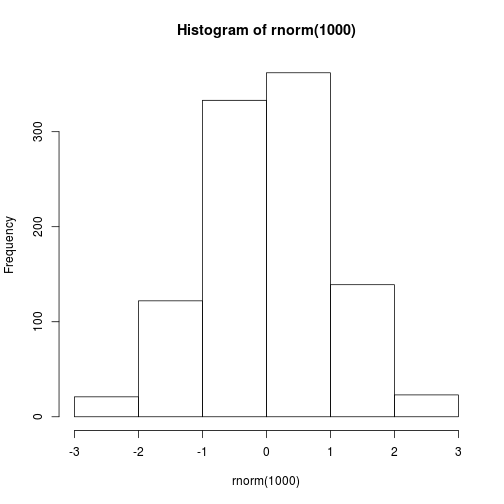 Histogram of rnorm(1000)
Frequency
300
200
100
0
-3 -2 -1 0 1 2 3
rnorm(1000)